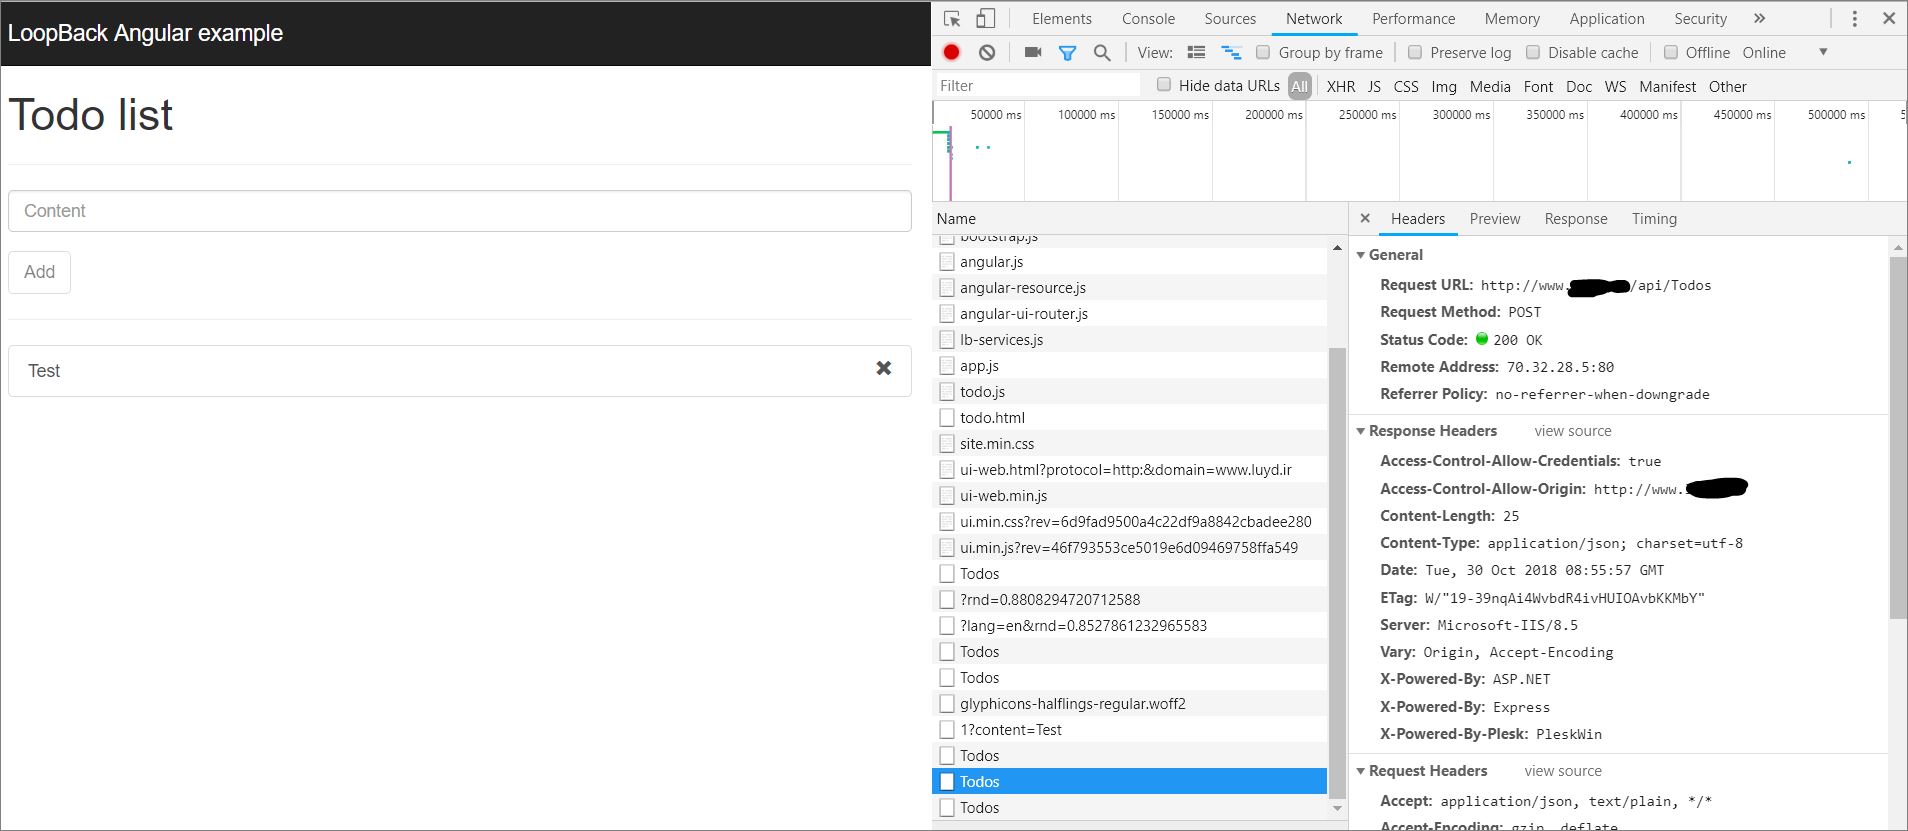 LoopBack Angular example
Todo list
Content
Add
Test
Elements Console Sources Network Performance Memory Application Security »
View: Group by frame Preserve log Disable cache Offline Online
Filter Hide data URLs All XHR JS CSS Img Media Font Doc WS Manifest Other
50000 ms 100000 ms 150000 ms 200000 ms 250000 ms 300000 ms 350000 ms 400000 ms 450000 ms 500000 ms
Name
bootstrap.js
angular.js
angular-resource.js
angular-ui-router.js
lb-services.js
app.js
todo.js
todo.html
site.min.css
ui-web.html?protocol=http:&domain=www.luyd.ir
ui-web.min.js
ui.min.css?rev=6d9fad9500a4c22df9a8842cbadee280
ui.min.js?rev=46f793553ce5019e6d09469758ffa549
Todos
?rnd=0.8808294720712588
?lang=en&rnd=0.8527861232965583
Todos
Todos
glyphicons-halflings-regular.woff2
1?content=Test
Todos
Todos
Todos
Headers Preview Response Timing
General
Request URL: http://www. /api/Todos
Request Method: POST
Status Code: 200 OK
Remote Address: 70.32.28.5:80
Referrer Policy: no-referrer-when-downgrade
Response Headers view source
Access-Control-Allow-Credentials: true
Access-Control-Allow-Origin: http://www.
Content-Length: 25
Content-Type: application/json; charset=utf-8
Date: Tue, 30 Oct 2018 08:55:57 GMT
ETag: W/"19-39nqAi4WvbdR4ivHUIOAvbKKMbY"
Server: Microsoft-IIS/8.5
Vary: Origin, Accept-Encoding
X-Powered-By: ASP.NET
X-Powered-By: Express
X-Powered-By-Plesk: PleskWin
Request Headers view source
Accept: application/json, text/plain, */*
Accept-Encoding: gzip, deflate